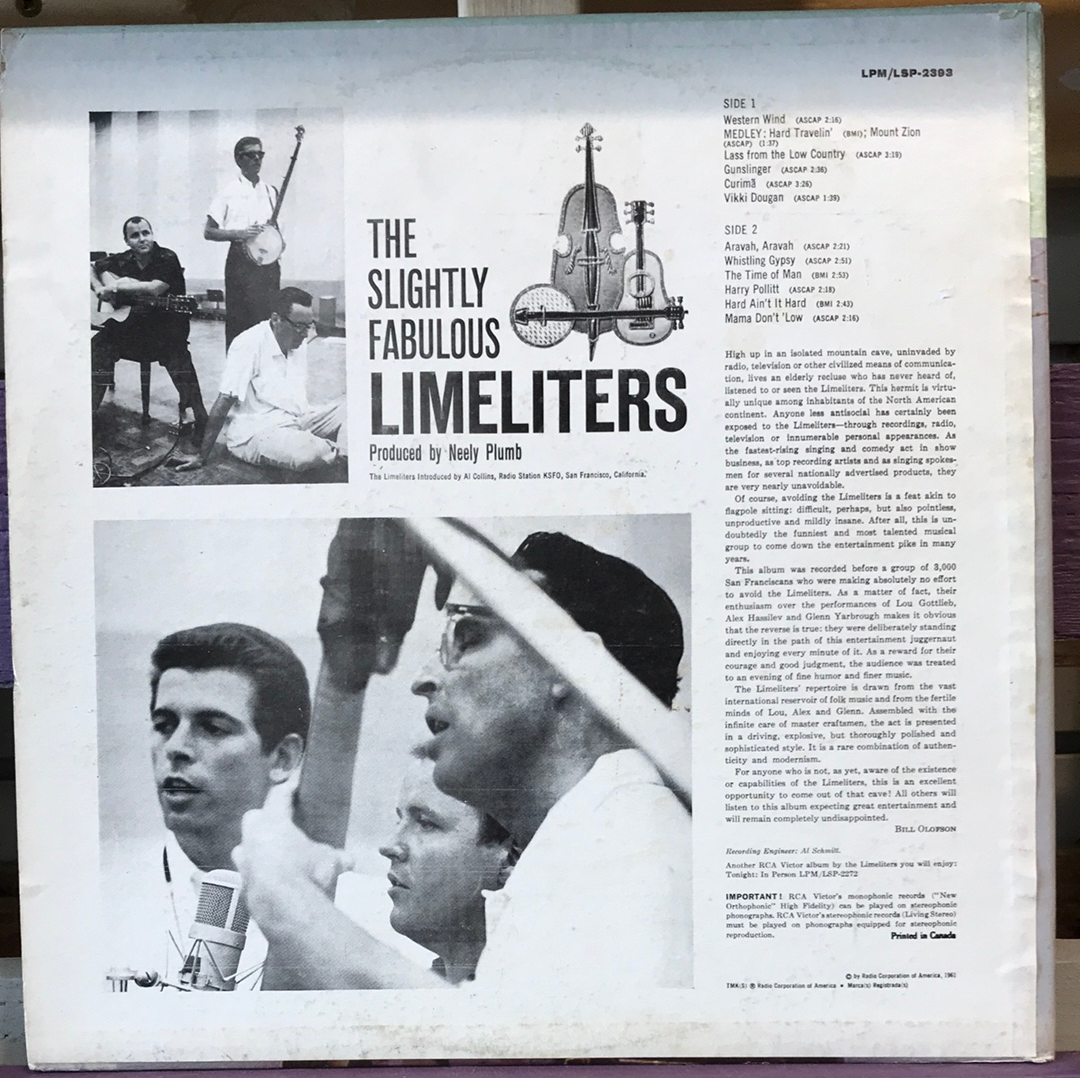 LPM/LSP-2393
THE
SLIGHTLY
FABULOUS
LIMELITERS
Produced by Neely Plumb
The Limeliters Introduced by Al Collins, Radio Station KSFO, San Francisco, California.
SIDE 1
Western Wind (ASCAP 2:16)
MEDLEY: Hard Travelin' (BMI); Mount Zion
(ASCAP) (1:37)
Lass from the Low Country (ASCAP 3:19)
Gunslinger (ASCAP 2:36)
Curimã (ASCAP 3:26)
Vikki Dougan (ASCAP 1:39)
SIDE 2
Aravah, Aravah (ASCAP 2:21)
Whistling Gypsy (ASCAP 2:51)
The Time of Man (BMI 2:53)
Harry Pollitt (ASCAP 2:18)
Hard Ain't It Hard (BMI 2:43)
Mama Don't 'Low (ASCAP 2:16)
High up in an isolated mountain cave, uninvaded by
radio, television or other civilized means of communica-
tion, lives an elderly recluse who has never heard of,
listened to or seen the Limeliters. This hermit is virtu-
ally unique among inhabitants of the North American
continent. Anyone less antisocial has certainly been
exposed to the Limeliters—through recordings, radio,
television or innumerable personal appearances. As
the fastest-rising singing and comedy act in show
business, as top recording artists and as singing spokes-
men for several nationally advertised products, they
are very nearly unavoidable.
Of course, avoiding the Limeliters is a feat akin to
flagpole sitting: difficult, perhaps, but also pointless,
unproductive and mildly insane. After all, this is un-
doubtedly the funniest and most talented musical
group to come down the entertainment pike in many
years.
This album was recorded before a group of 3,000
San Franciscans who were making absolutely no effort
to avoid the Limeliters. As a matter of fact, their
enthusiasm over the performances of Lou Gottlieb,
Alex Hassilev and Glenn Yarbrough makes it obvious
that the reverse is true: they were deliberately standing
directly in the path of this entertainment juggernaut
and enjoying every minute of it. As a reward for their
courage and good judgment, the audience was treated
to an evening of fine humor and finer music.
The Limeliters' repertoire is drawn from the vast
international reservoir of folk music and from the fertile
minds of Lou, Alex and Glenn. Assembled with the
infinite care of master craftsmen, the act is presented
in a driving, explosive, but thoroughly polished and
sophisticated style. It is a rare combination of authen-
ticity and modernism.
For anyone who is not, as yet, aware of the existence
or capabilities of the Limeliters, this is an excellent
opportunity to come out of that cave! All others will
listen to this album expecting great entertainment and
will remain completely undisappointed.
BILL OLOFSON
Recording Engineer: Al Schmitt.
Another RCA Victor album by the Limeliters you will enjoy:
Tonight: In Person LPM/LSP-2272
IMPORTANT! RCA Victor's monophonic records ("New
Orthophonic" High Fidelity) can be played on stereophonic
phonographs. RCA Victor's stereophonic records (Living Stereo)
must be played on phonographs equipped for stereophonic
reproduction.
Printed in Canada
© by Radio Corporation of America, 1961
TMK(S) ® Radio Corporation of America • Marca(s) Registrada(s)